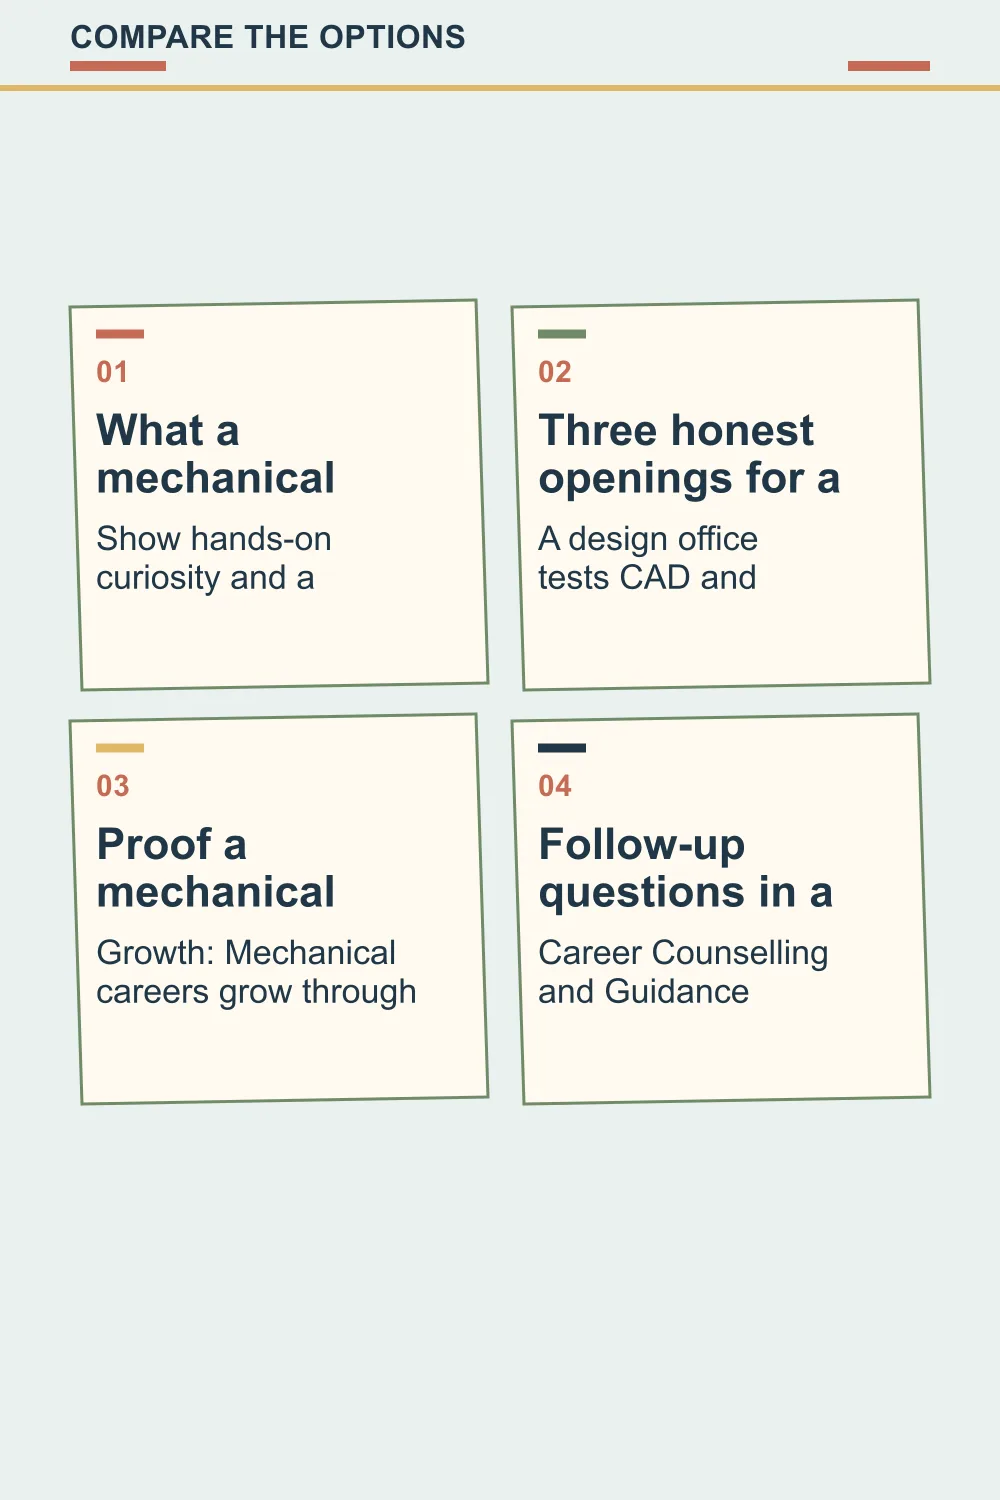 COMPARE THE OPTIONS
01
What a
mechanical
Show hands-on
curiosity and a
02
Three honest
openings for a
A design office
tests CAD and
03
Proof a
mechanical
Growth: Mechanical
careers grow through
04
Follow-up
questions in a
Career Counselling
and Guidance